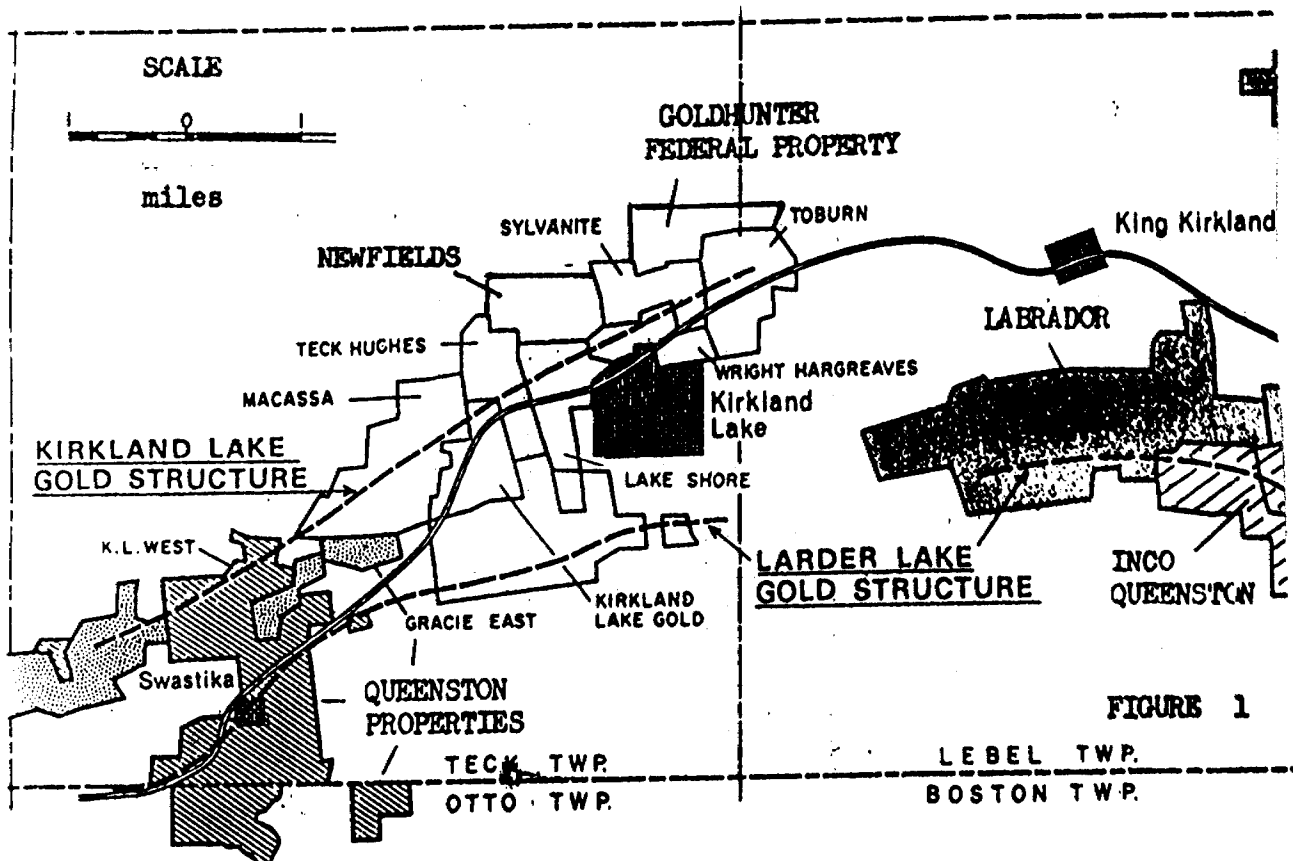 SCALE
1 0 1
miles
GOLDHUNTER
FEDERAL PROPERTY
SYLVANITE
TOBURN
King Kirkland
NEWFIELDS
LABRADOR
TECK HUGHES
WRIGHT HARGREAVES
MACASSA
Kirkland
Lake
KIRKLAND LAKE
GOLD STRUCTURE
LAKE SHORE
K.L. WEST
LARDER LAKE
GOLD STRUCTURE
INCO
QUEENSTON
KIRKLAND
LAKE GOLD
GRACIE EAST
Swastika
QUEENSTON
PROPERTIES
FIGURE 1
TECK TWP.
LEBEL TWP.
OTTO TWP.
BOSTON TWP.